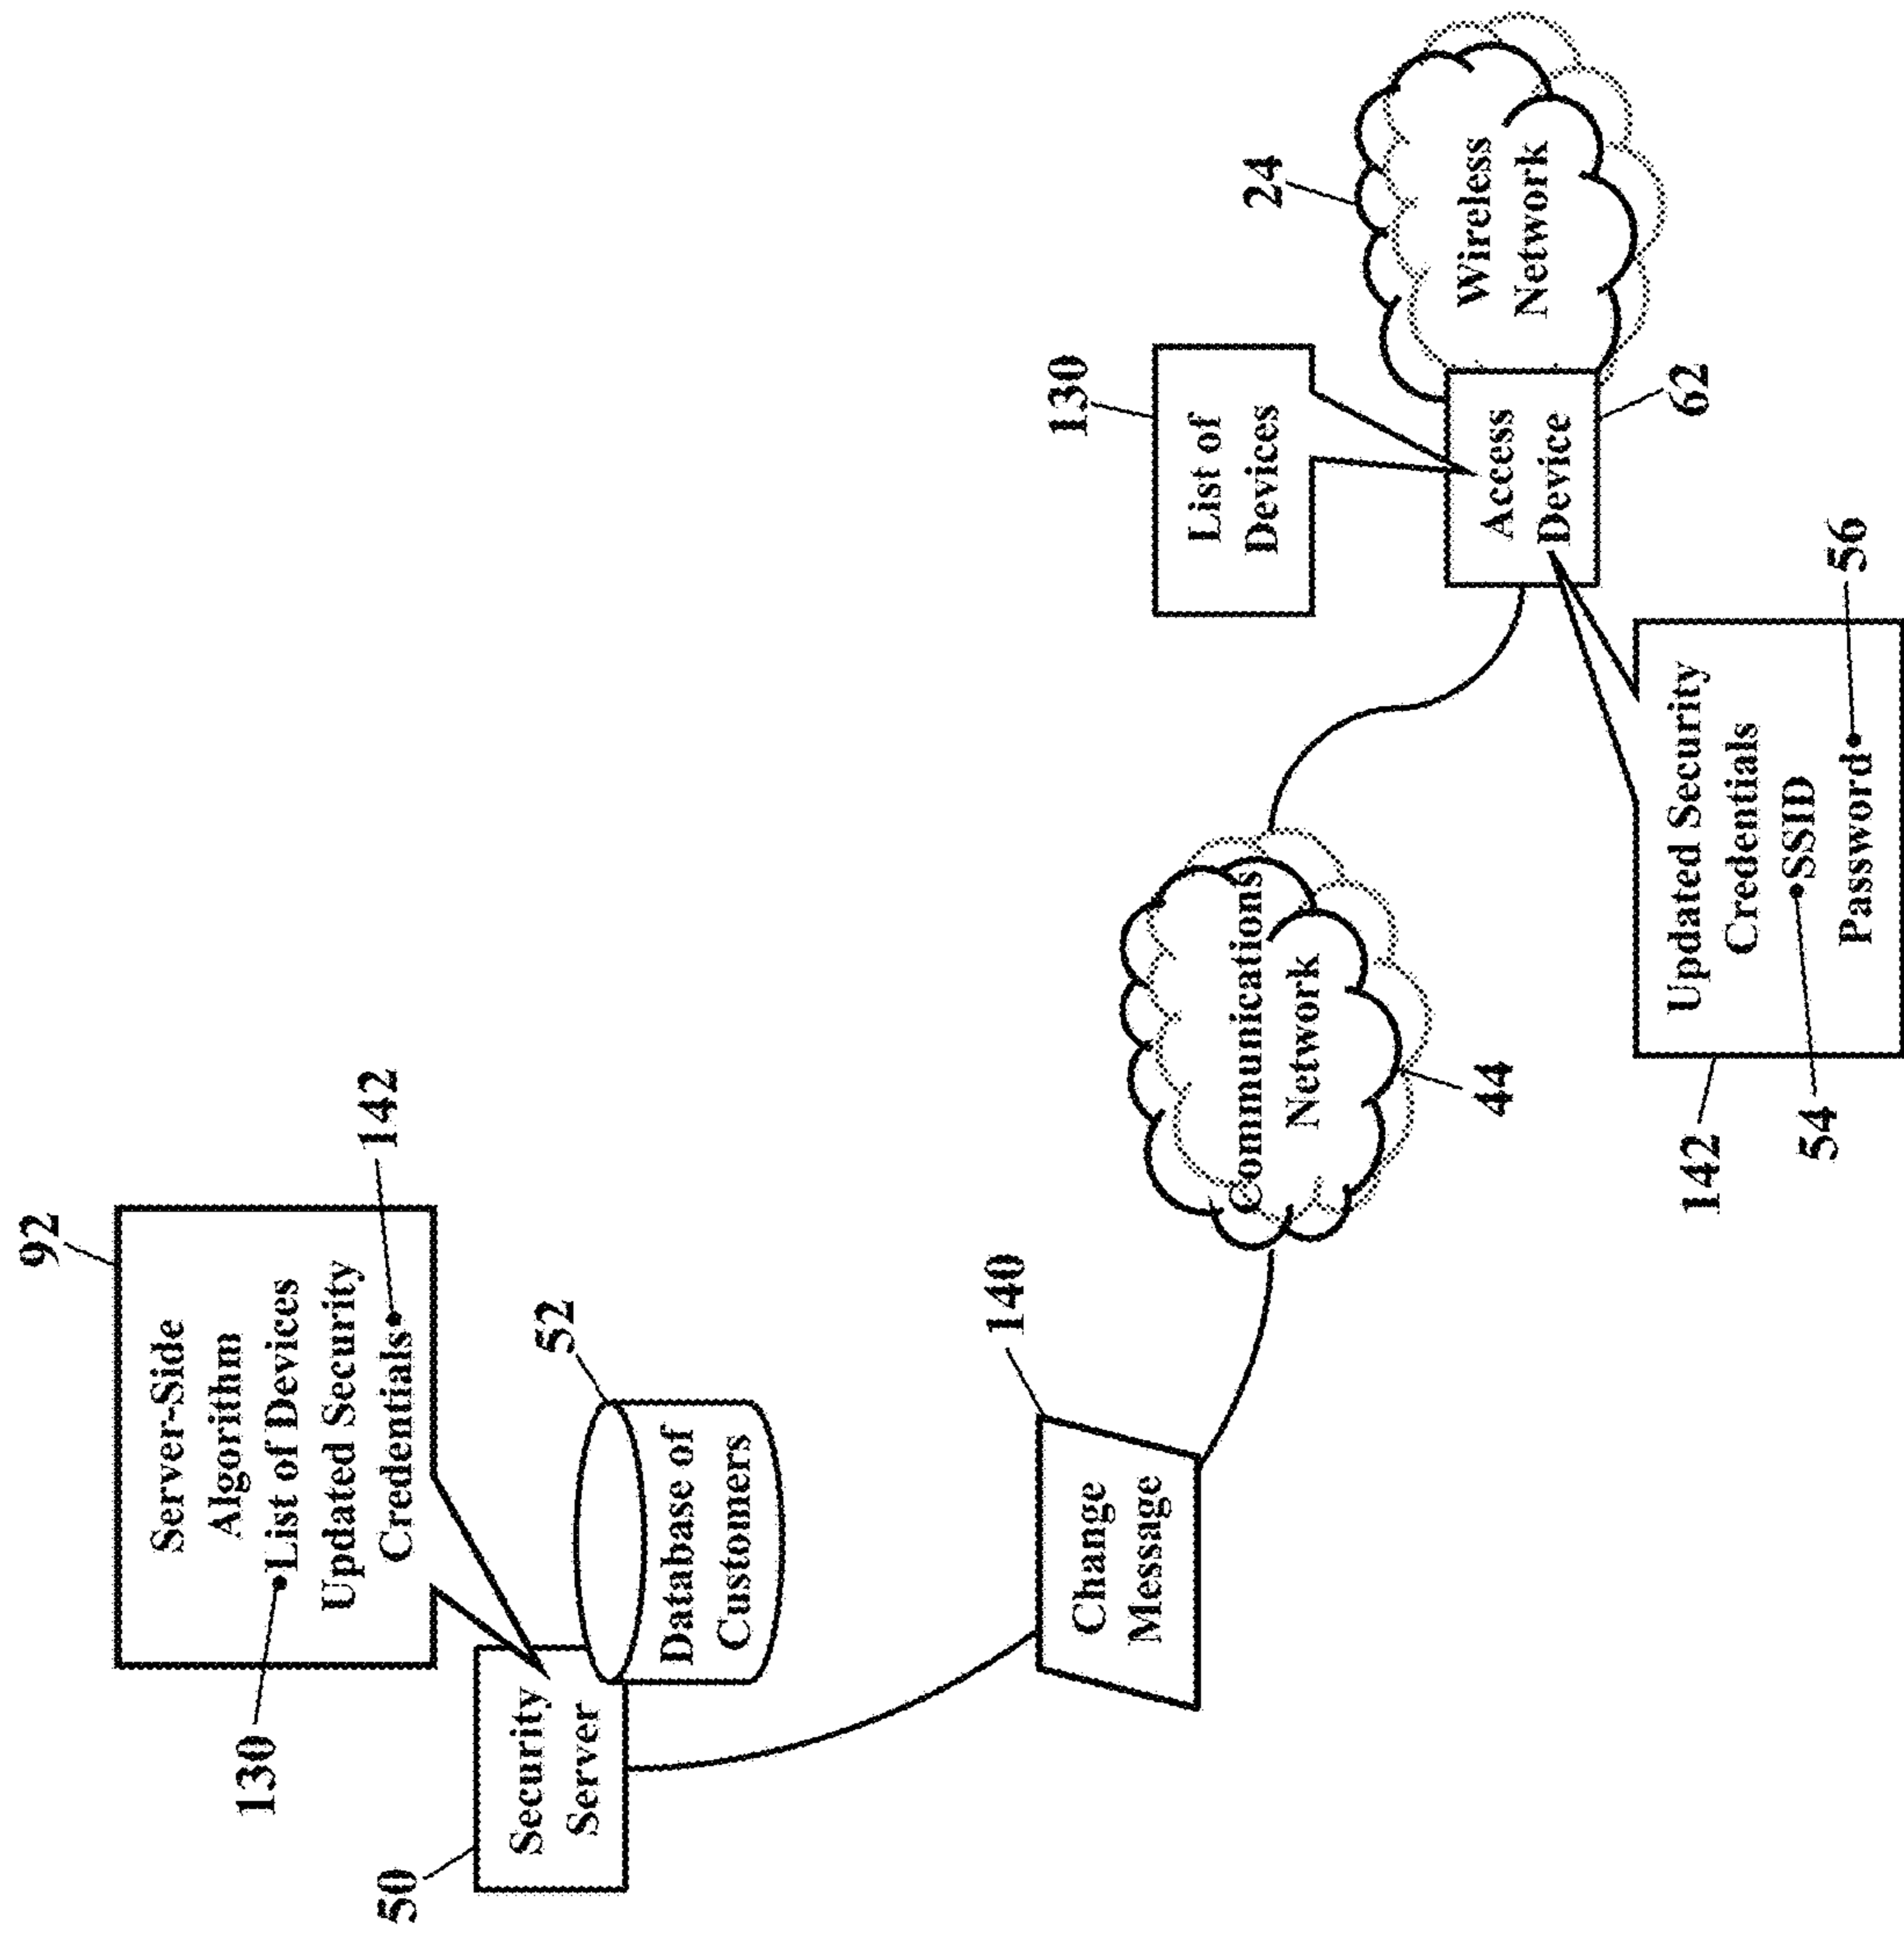 92
Server-Side
Algorithm
List of Devices
Updated Security
Credentials
130
142
50
Security
Server
52
Database of
Customers
140
Change
Message
Communications
Network
44
130
List of
Devices
24
Wireless
Network
Access
Device
62
142
Updated Security
Credentials
SSID
Password
54
56